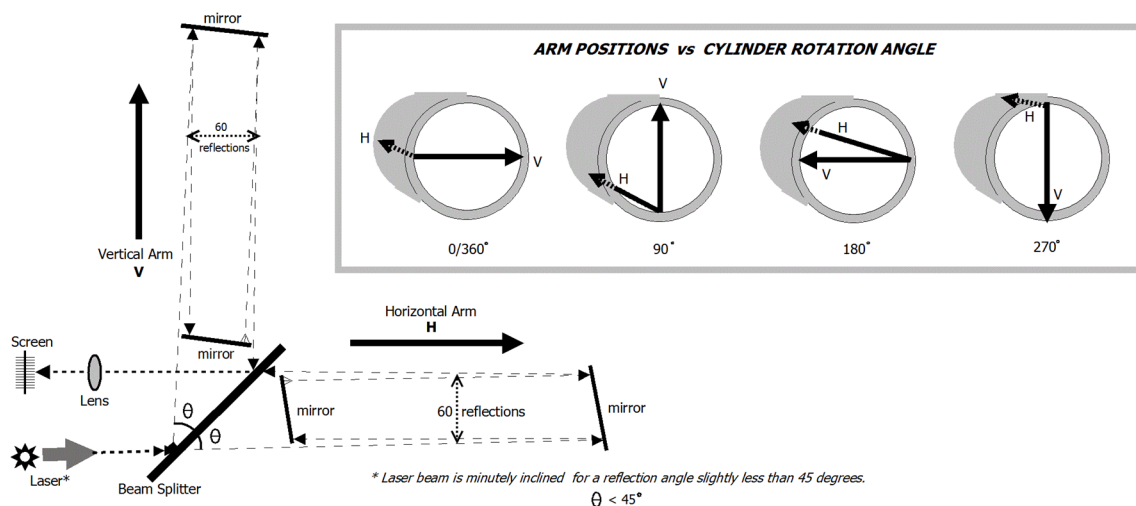 mirror
ARM POSITIONS vs CYLINDER ROTATION ANGLE
H
V
0/360°
V
H
90°
H
V
180°
H
V
270°
60
reflections
Vertical Arm
V
Horizontal Arm
H
Screen
mirror
Lens
mirror
60 reflections
mirror
θ
θ
Laser*
Beam Splitter
* Laser beam is minutely inclined for a reflection angle slightly less than 45 degrees.
θ < 45°